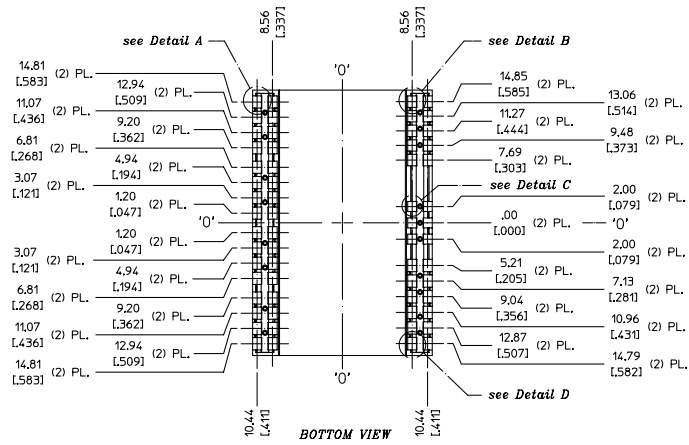 8.56
[.337]
8.56
[.337]
see Detail A
see Detail B
'0'
14.81
[.583] (2) PL.
12.94
[.509] (2) PL.
11.07
[.436] (2) PL.
9.20
[.362] (2) PL.
6.81
[.268] (2) PL.
4.94
[.194] (2) PL.
3.07
[.121] (2) PL.
1.20
[.047] (2) PL.
'0'
1.20
[.047] (2) PL.
3.07
[.121] (2) PL.
4.94
[.194] (2) PL.
6.81
[.268] (2) PL.
9.20
[.362] (2) PL.
11.07
[.436] (2) PL.
12.94
[.509] (2) PL.
14.81
[.583] (2) PL.
14.85
[.585] (2) PL.
13.06
[.514] (2) PL.
11.27
[.444] (2) PL.
9.48
[.373] (2) PL.
7.69
[.303] (2) PL.
see Detail C
2.00
[.079] (2) PL.
.00
[.000] (2) PL.
'0'
2.00
[.079] (2) PL.
5.21
[.205] (2) PL.
7.13
[.281] (2) PL.
9.04
[.356] (2) PL.
10.96
[.431] (2) PL.
12.87
[.507] (2) PL.
14.79
[.582] (2) PL.
'0'
see Detail D
10.44
[.411]
10.44
[.411]
BOTTOM VIEW